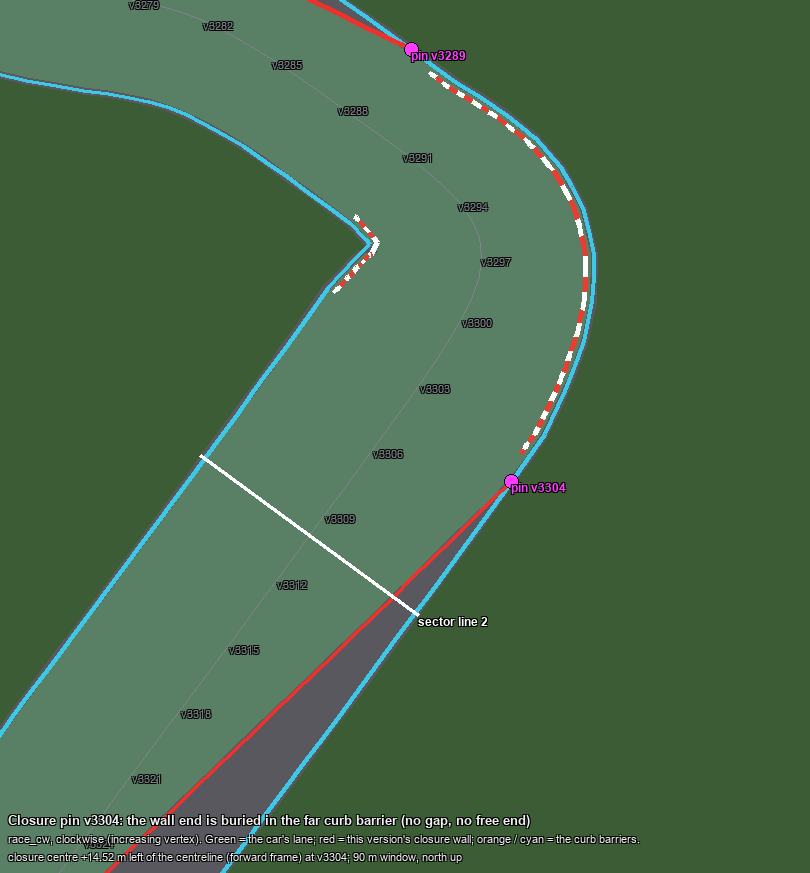 v3279
v3282
pin v3289
v3285
v3288
v3291
v3294
v3297
v3300
v3303
v3306
pin v3304
v3309
v3312
sector line 2
v3315
v3318
v3321
Closure pin v3304: the wall end is buried in the far curb barrier (no gap, no free end)
race_cw, clockwise (increasing vertex). Green = the car's lane; red = this version's closure wall; orange / cyan = the curb barriers.
closure centre +14.52 m left of the centreline (forward frame) at v3304; 90 m window, north up